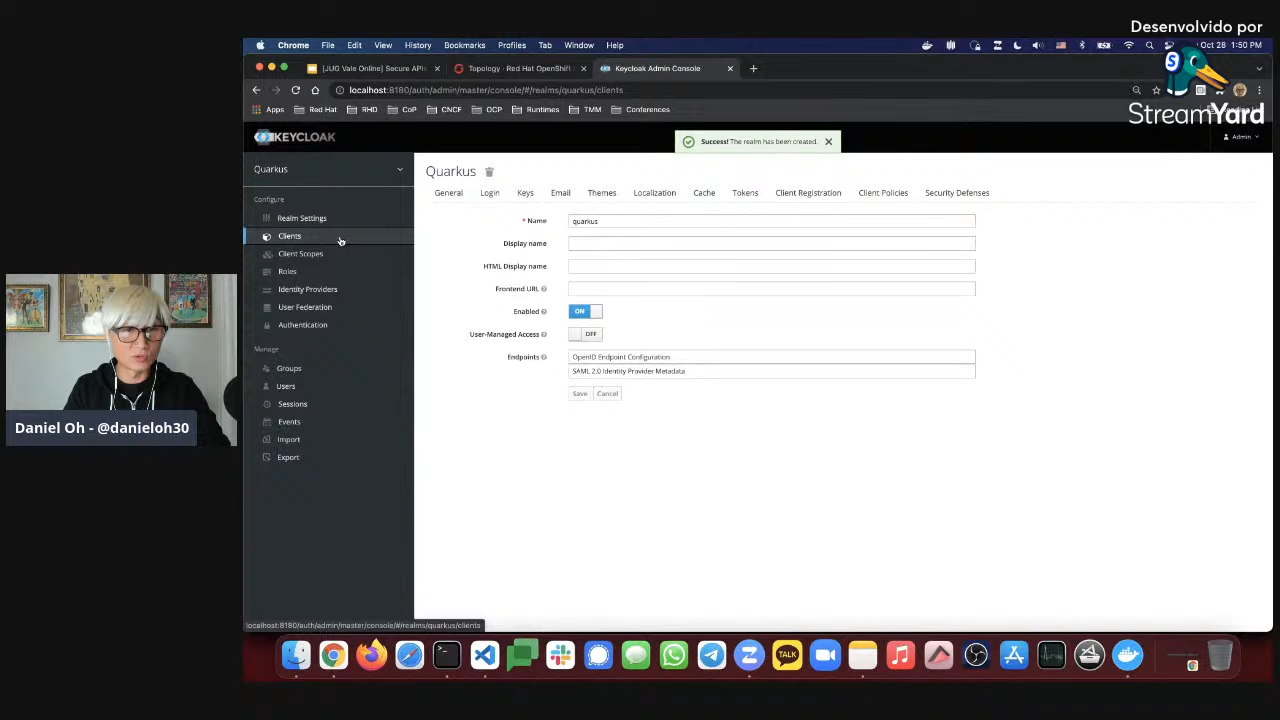 Desenvolvido por
StreamYard
Chrome File Edit View History Bookmarks Profiles Tab Window Help
Oct 28 1:50 PM
[JUG Vale Online] Secure APIs
Topology · Red Hat OpenShift
Keycloak Admin Console
localhost:8180/auth/admin/master/console/#/realms/quarkus/clients
Apps Red Hat RHD CoP CNCF OCP Runtimes TMM Conferences
KEYCLOAK
Success! The realm has been created.
Admin
Quarkus
Configure
Realm Settings
Clients
Client Scopes
Roles
Identity Providers
User Federation
Authentication
Manage
Groups
Users
Sessions
Events
Import
Export
Quarkus
General Login Keys Email Themes Localization Cache Tokens Client Registration Client Policies Security Defenses
* Name quarkus
Display name
HTML Display name
Frontend URL
Enabled ON
User-Managed Access OFF
Endpoints OpenID Endpoint Configuration
SAML 2.0 Identity Provider Metadata
Save Cancel
Daniel Oh - @danieloh30
localhost:8180/auth/admin/master/console/#/realms/quarkus/clients
TALK